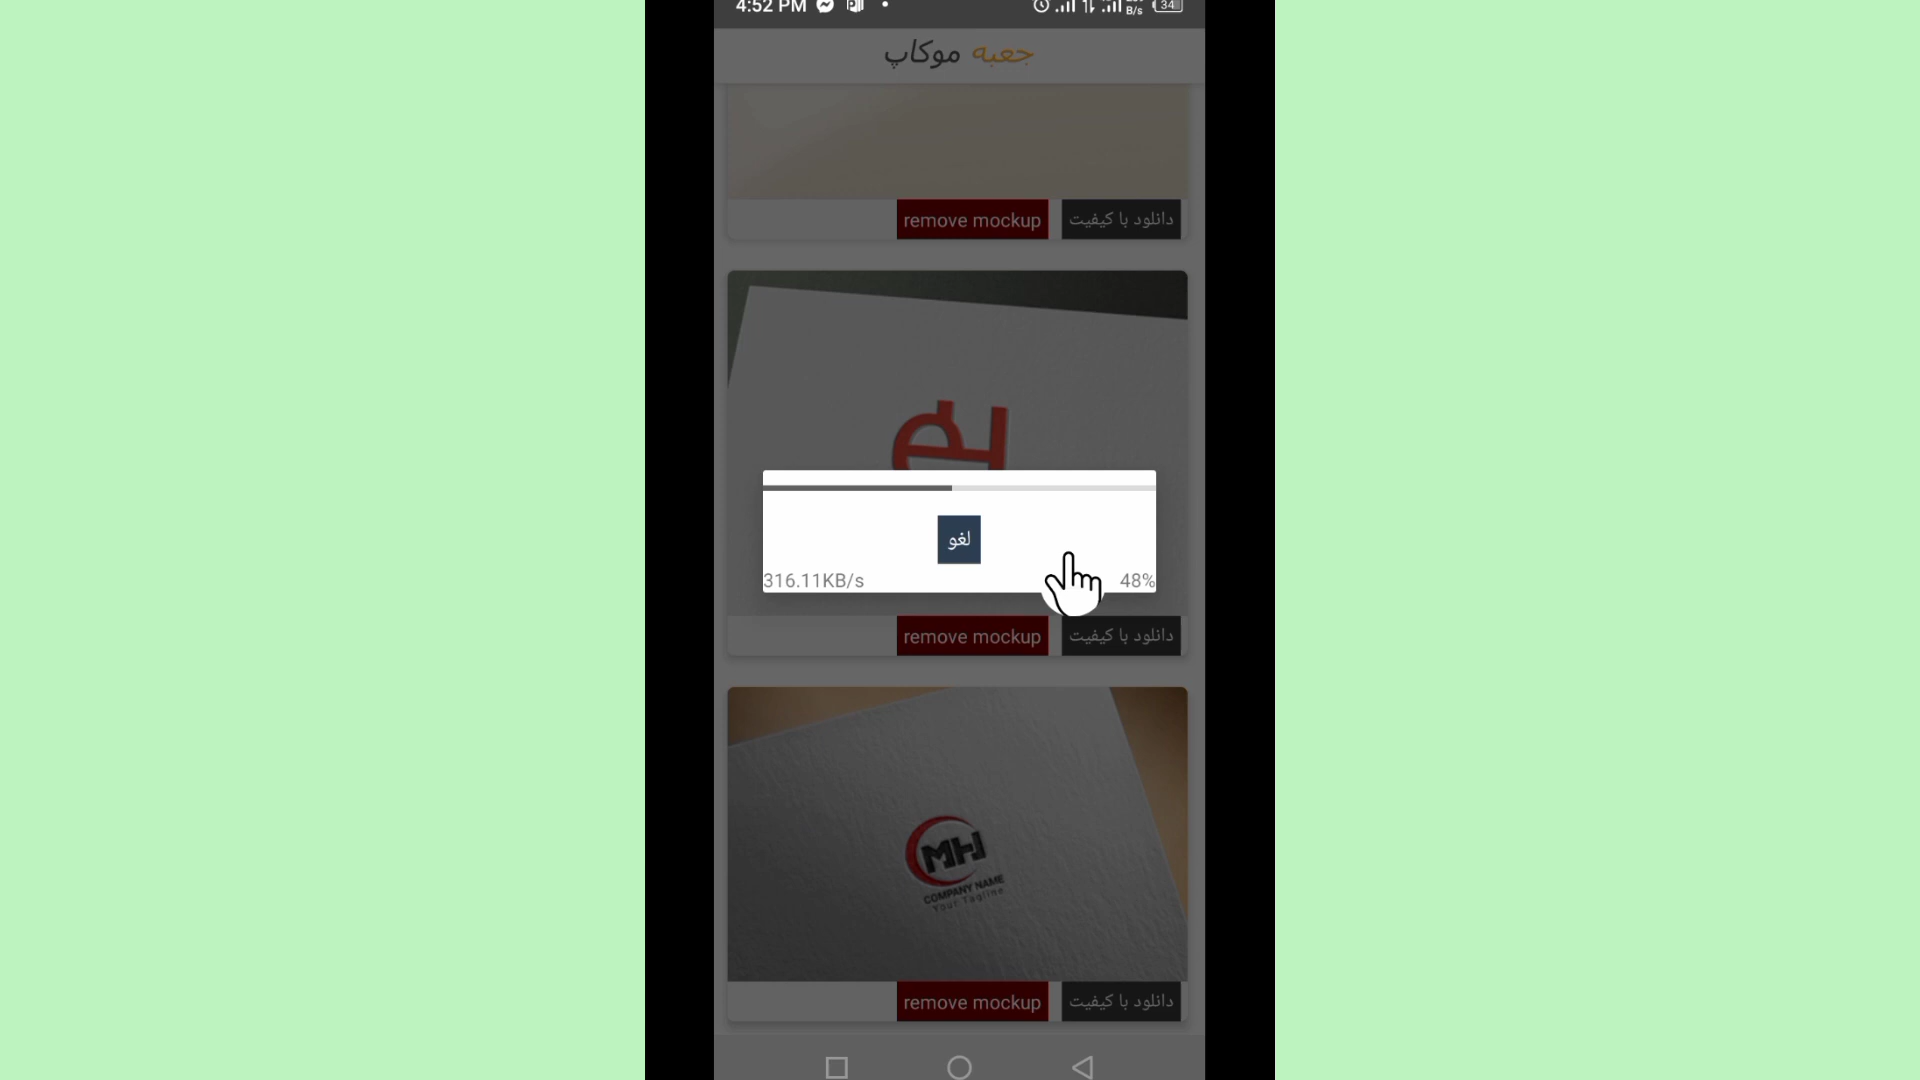 4:52 PM
B/s
34
جعبه موکاپ
remove mockup
دانلود با کیفیت
لغو
316.11KB/s
48%
remove mockup
دانلود با کیفیت
MH
COMPANY NAME
Your Tagline
remove mockup
دانلود با کیفیت